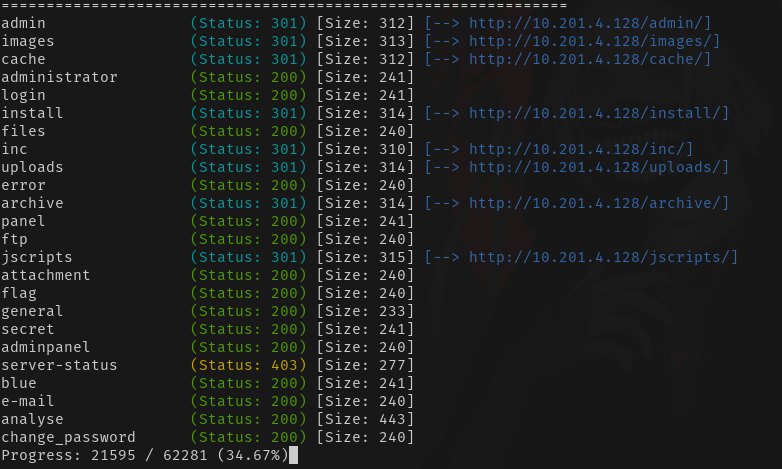 ===============================================================
admin (Status: 301) [Size: 312] [--> http://10.201.4.128/admin/]
images (Status: 301) [Size: 313] [--> http://10.201.4.128/images/]
cache (Status: 301) [Size: 312] [--> http://10.201.4.128/cache/]
administrator (Status: 200) [Size: 241]
login (Status: 200) [Size: 241]
install (Status: 301) [Size: 314] [--> http://10.201.4.128/install/]
files (Status: 200) [Size: 240]
inc (Status: 301) [Size: 310] [--> http://10.201.4.128/inc/]
uploads (Status: 301) [Size: 314] [--> http://10.201.4.128/uploads/]
error (Status: 200) [Size: 240]
archive (Status: 301) [Size: 314] [--> http://10.201.4.128/archive/]
panel (Status: 200) [Size: 241]
ftp (Status: 200) [Size: 240]
jscripts (Status: 301) [Size: 315] [--> http://10.201.4.128/jscripts/]
attachment (Status: 200) [Size: 240]
flag (Status: 200) [Size: 240]
general (Status: 200) [Size: 233]
secret (Status: 200) [Size: 241]
adminpanel (Status: 200) [Size: 240]
server-status (Status: 403) [Size: 277]
blue (Status: 200) [Size: 241]
e-mail (Status: 200) [Size: 240]
analyse (Status: 200) [Size: 443]
change_password (Status: 200) [Size: 240]
Progress: 21595 / 62281 (34.67%)